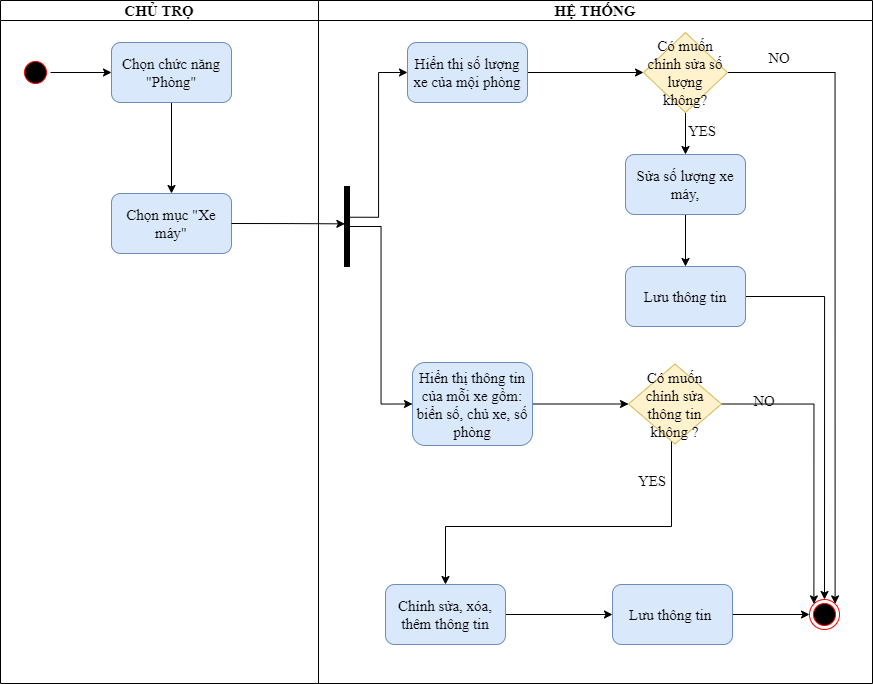 CHỦ TRỌ
HỆ THỐNG
Chọn chức năng
"Phòng"
Chọn mục "Xe
máy"
Hiển thị số lượng
xe của mội phòng
Có muốn
chỉnh sửa số
lượng
không?
NO
YES
Sửa số lượng xe
máy,
Lưu thông tin
Hiển thị thông tin
của mỗi xe gồm:
biển số, chủ xe, số
phòng
Có muốn
chỉnh sửa
thông tin
không ?
NO
YES
Chỉnh sửa, xóa,
thêm thông tin
Lưu thông tin